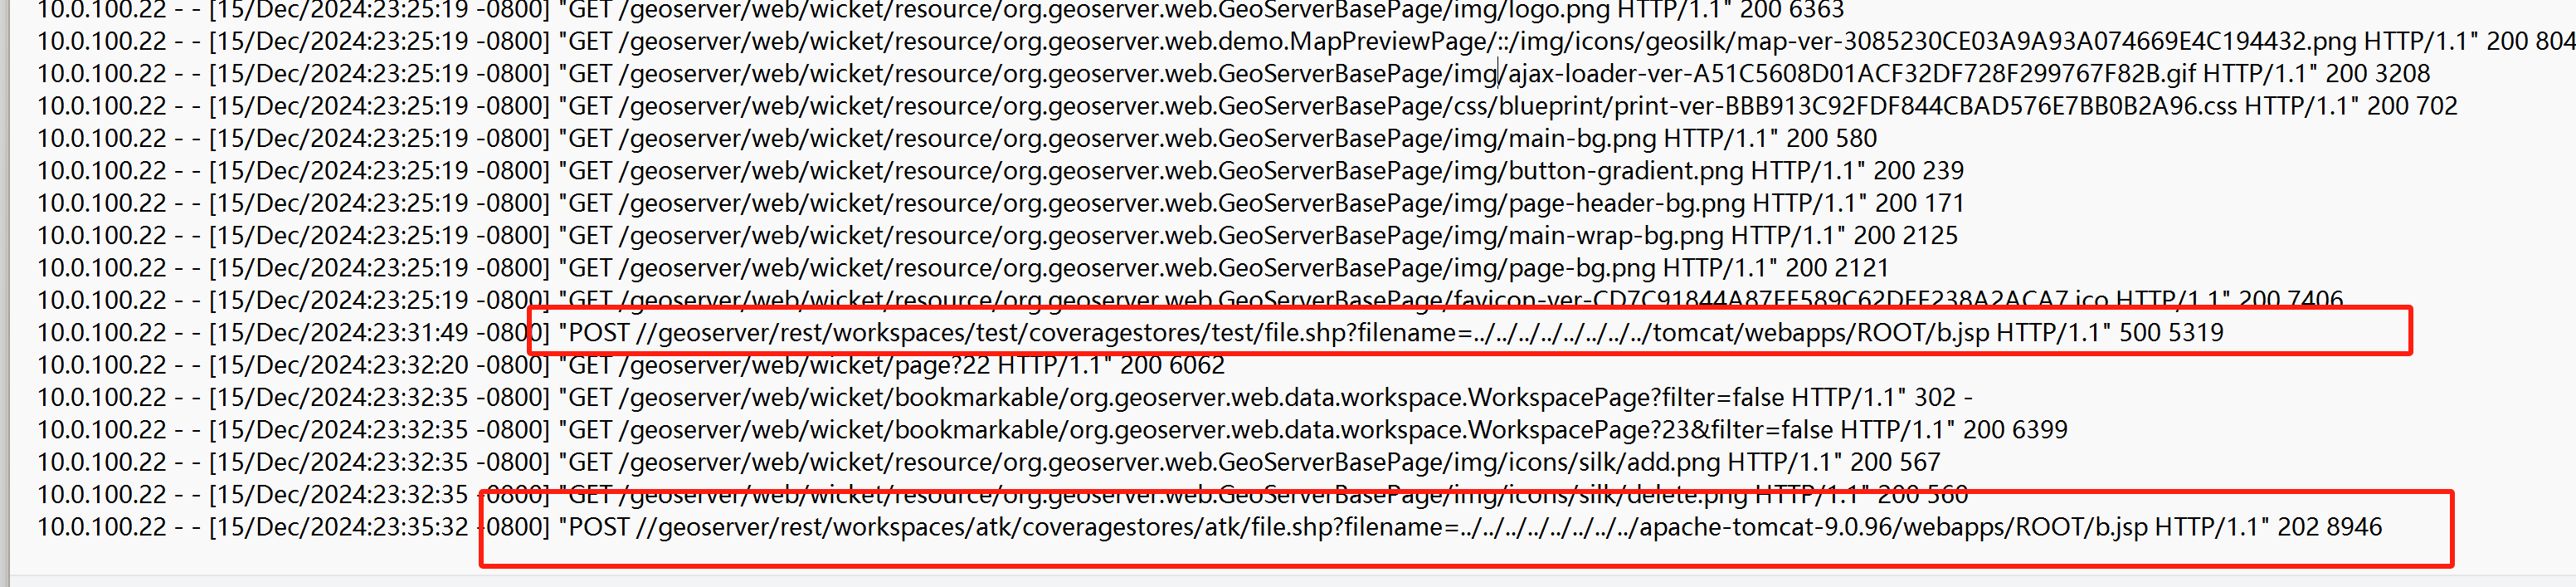 10.0.100.22 - - [15/Dec/2024:23:25:19 -0800] "GET /geoserver/web/wicket/resource/org.geoserver.web.GeoServerBasePage/img/logo.png HTTP/1.1" 200 6363
10.0.100.22 - - [15/Dec/2024:23:25:19 -0800] "GET /geoserver/web/wicket/resource/org.geoserver.web.demo.MapPreviewPage/::/img/icons/geosilk/map-ver-3085230CE03A9A93A074669E4C194432.png HTTP/1.1" 200 804
10.0.100.22 - - [15/Dec/2024:23:25:19 -0800] "GET /geoserver/web/wicket/resource/org.geoserver.web.GeoServerBasePage/img/ajax-loader-ver-A51C5608D01ACF32DF728F299767F82B.gif HTTP/1.1" 200 3208
10.0.100.22 - - [15/Dec/2024:23:25:19 -0800] "GET /geoserver/web/wicket/resource/org.geoserver.web.GeoServerBasePage/css/blueprint/print-ver-BBB913C92FDF844CBAD576E7BB0B2A96.css HTTP/1.1" 200 702
10.0.100.22 - - [15/Dec/2024:23:25:19 -0800] "GET /geoserver/web/wicket/resource/org.geoserver.web.GeoServerBasePage/img/main-bg.png HTTP/1.1" 200 580
10.0.100.22 - - [15/Dec/2024:23:25:19 -0800] "GET /geoserver/web/wicket/resource/org.geoserver.web.GeoServerBasePage/img/button-gradient.png HTTP/1.1" 200 239
10.0.100.22 - - [15/Dec/2024:23:25:19 -0800] "GET /geoserver/web/wicket/resource/org.geoserver.web.GeoServerBasePage/img/page-header-bg.png HTTP/1.1" 200 171
10.0.100.22 - - [15/Dec/2024:23:25:19 -0800] "GET /geoserver/web/wicket/resource/org.geoserver.web.GeoServerBasePage/img/main-wrap-bg.png HTTP/1.1" 200 2125
10.0.100.22 - - [15/Dec/2024:23:25:19 -0800] "GET /geoserver/web/wicket/resource/org.geoserver.web.GeoServerBasePage/img/page-bg.png HTTP/1.1" 200 2121
10.0.100.22 - - [15/Dec/2024:23:25:19 -0800] "GET /geoserver/web/wicket/resource/org.geoserver.web.GeoServerBasePage/favicon-ver-CD7C91844A87EF589C62DFF238A2ACA7.ico HTTP/1.1" 200 7406
10.0.100.22 - - [15/Dec/2024:23:31:49 -0800] "POST //geoserver/rest/workspaces/test/coveragestores/test/file.shp?filename=../../../../../../../../tomcat/webapps/ROOT/b.jsp HTTP/1.1" 500 5319
10.0.100.22 - - [15/Dec/2024:23:32:20 -0800] "GET /geoserver/web/wicket/page?22 HTTP/1.1" 200 6062
10.0.100.22 - - [15/Dec/2024:23:32:35 -0800] "GET /geoserver/web/wicket/bookmarkable/org.geoserver.web.data.workspace.WorkspacePage?filter=false HTTP/1.1" 302 -
10.0.100.22 - - [15/Dec/2024:23:32:35 -0800] "GET /geoserver/web/wicket/bookmarkable/org.geoserver.web.data.workspace.WorkspacePage?23&filter=false HTTP/1.1" 200 6399
10.0.100.22 - - [15/Dec/2024:23:32:35 -0800] "GET /geoserver/web/wicket/resource/org.geoserver.web.GeoServerBasePage/img/icons/silk/add.png HTTP/1.1" 200 567
10.0.100.22 - - [15/Dec/2024:23:32:35 -0800] "GET /geoserver/web/wicket/resource/org.geoserver.web.GeoServerBasePage/img/icons/silk/delete.png HTTP/1.1" 200 560
10.0.100.22 - - [15/Dec/2024:23:35:32 -0800] "POST //geoserver/rest/workspaces/atk/coveragestores/atk/file.shp?filename=../../../../../../../../apache-tomcat-9.0.96/webapps/ROOT/b.jsp HTTP/1.1" 202 8946